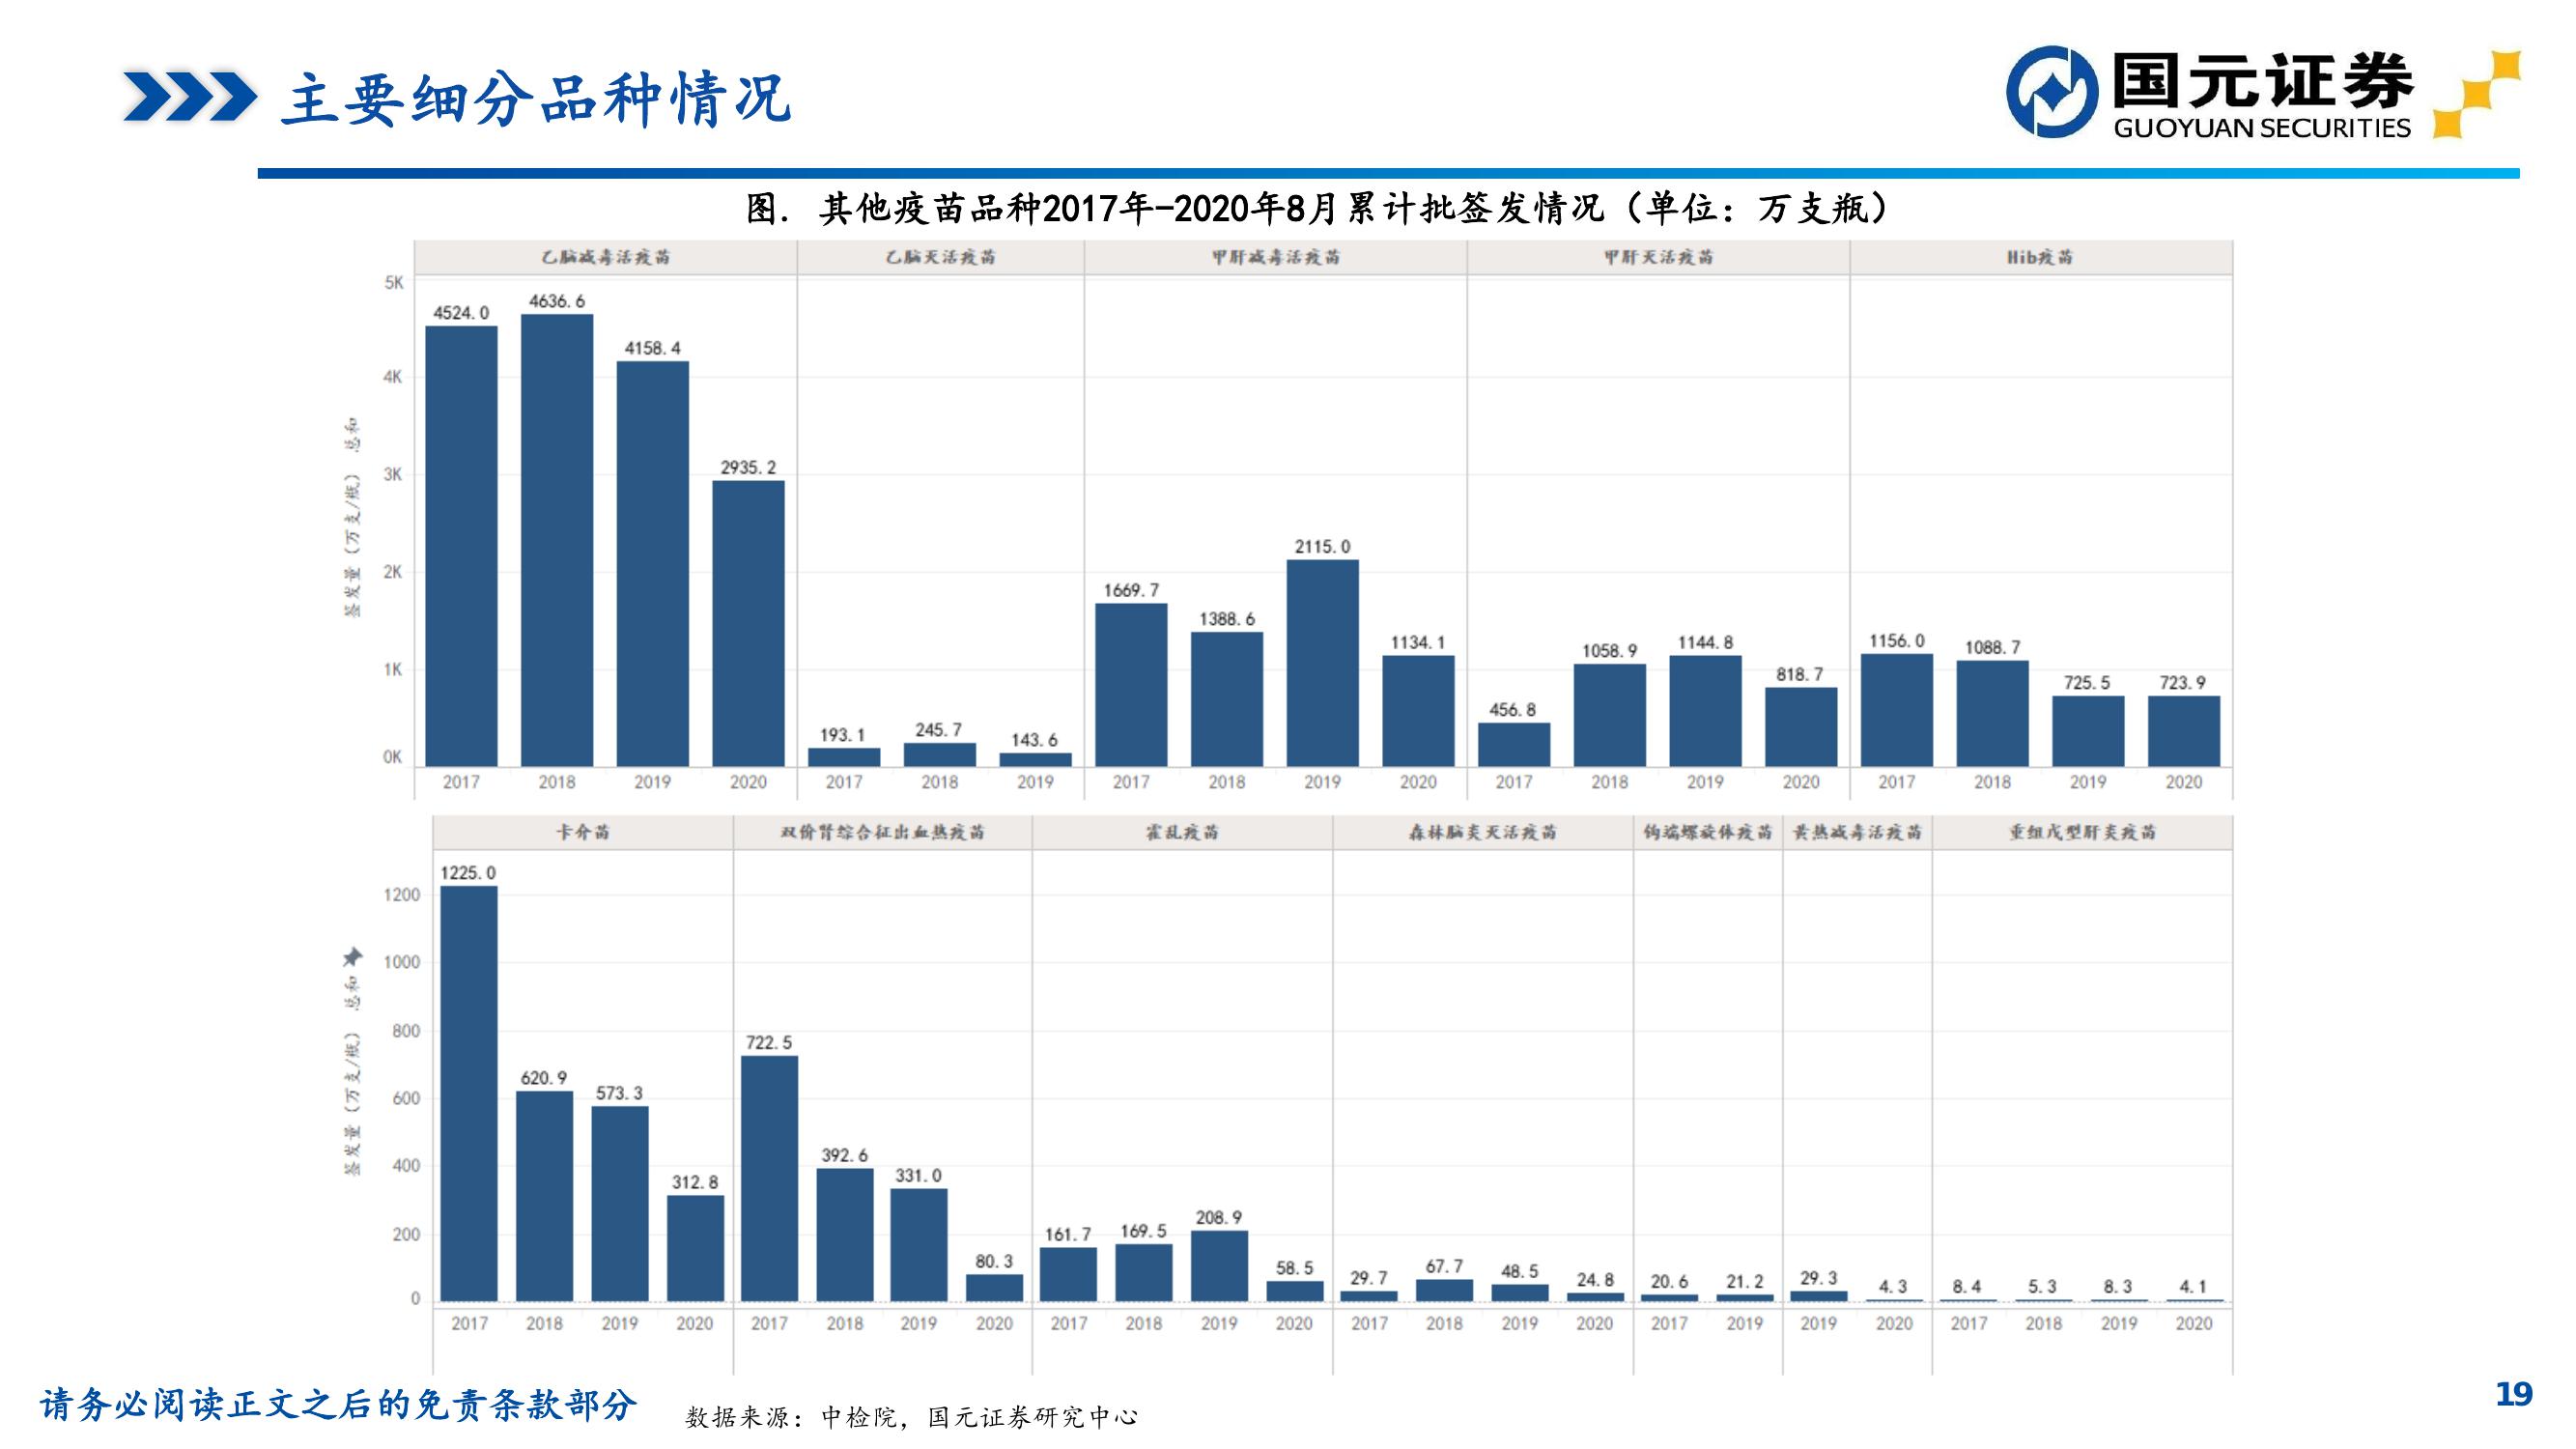 主要细分品种情况
国元证券
GUOYUAN SECURITIES
图. 其他疫苗品种2017年-2020年8月累计批签发情况（单位：万支瓶）
乙脑减毒活疫苗 乙脑灭活疫苗 甲肝减毒活疫苗 甲肝灭活疫苗 Hib疫苗
签发量（万支/瓶） 总和
5K
4K
3K
2K
1K
0K
4524.0 4636.6 4158.4 2935.2
193.1 245.7 143.6
1669.7 1388.6 2115.0 1134.1
456.8 1058.9 1144.8 818.7
1156.0 1088.7 725.5 723.9
2017 2018 2019 2020 2017 2018 2019 2017 2018 2019 2020 2017 2018 2019 2020 2017 2018 2019 2020
卡介苗 双价肾综合征出血热疫苗 霍乱疫苗 森林脑炎灭活疫苗 钩端螺旋体疫苗 黄热减毒活疫苗 重组戊型肝炎疫苗
签发量（万支/瓶） 总和
1200
1000
800
600
400
200
0
1225.0 620.9 573.3 312.8
722.5 392.6 331.0 80.3
161.7 169.5 208.9 58.5
29.7 67.7 48.5 24.8
20.6 21.2
29.3 4.3
8.4 5.3 8.3 4.1
2017 2018 2019 2020 2017 2018 2019 2020 2017 2018 2019 2020 2017 2018 2019 2020 2017 2019 2019 2020 2017 2018 2019 2020
请务必阅读正文之后的免责条款部分
数据来源：中检院，国元证券研究中心
19